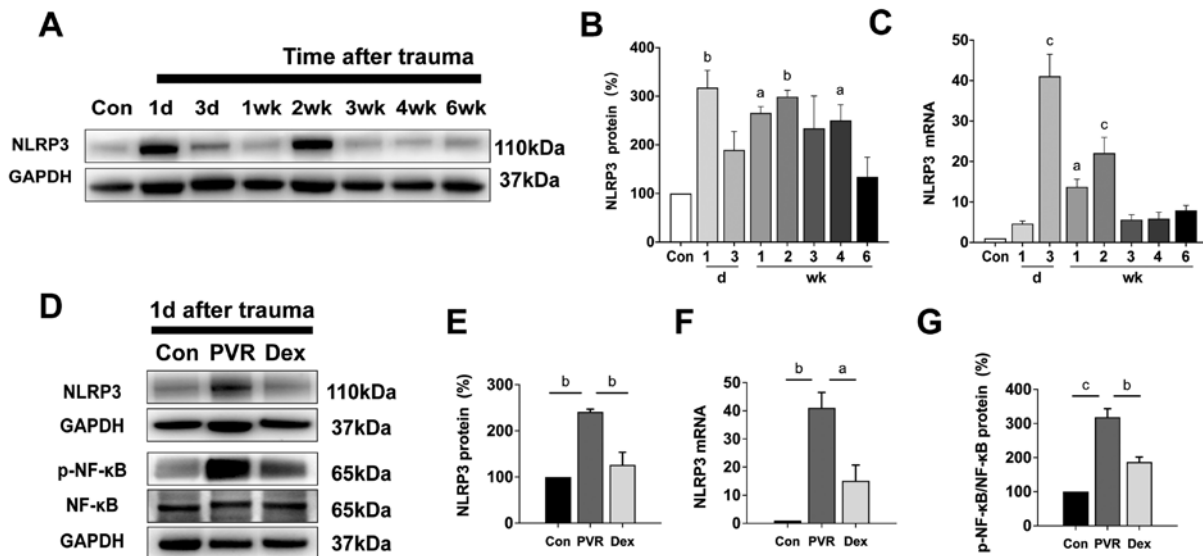 A
Time after trauma
Con 1d 3d 1wk 2wk 3wk 4wk 6wk
NLRP3 110kDa
GAPDH 37kDa
B
NLRP3 protein (%)
400
300
200
100
0
b a b a
Con 1 3 1 2 3 4 6
d wk
C
NLRP3 mRNA
50
40
30
20
10
0
c a c
Con 1 3 1 2 3 4 6
d wk
D
1d after trauma
Con PVR Dex
NLRP3 110kDa
GAPDH 37kDa
p-NF-κB 65kDa
NF-κB 65kDa
GAPDH 37kDa
E
NLRP3 protein (%)
300
200
100
0
b b
Con PVR Dex
F
NLRP3 mRNA
50
40
30
20
10
0
b a
Con PVR Dex
G
p-NF-κB/NF-κB protein (%)
400
300
200
100
0
c b
Con PVR Dex